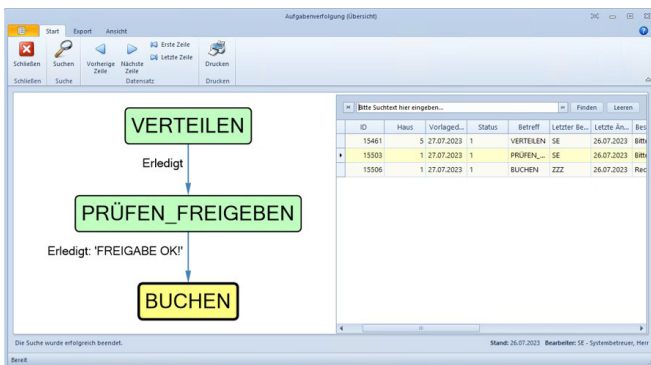 Aufgabenverfolgung (Übersicht)
Start Export Ansicht
Schließen Suchen Vorherige Zeile Nächste Zeile Erste Zeile Letzte Zeile Drucken
Schließen Suche Datensatz Drucken
VERTEILEN
Erledigt
PRÜFEN_FREIGEBEN
Erledigt: 'FREIGABE OK!'
BUCHEN
Bitte Suchtext hier eingeben... Finden Leeren
ID Haus Vorlaged... Status Betreff Letzter Be... Letzte Än... Bes
15461 5 27.07.2023 1 VERTEILEN SE 26.07.2023 Bitte
15503 1 27.07.2023 1 PRÜFEN_... SE 26.07.2023 Bitte
15506 1 27.07.2023 1 BUCHEN ZZZ 26.07.2023 Rec
Die Suche wurde erfolgreich beendet.
Stand: 26.07.2023 Bearbeiter: SE - Systembetreuer, Herr
Bereit